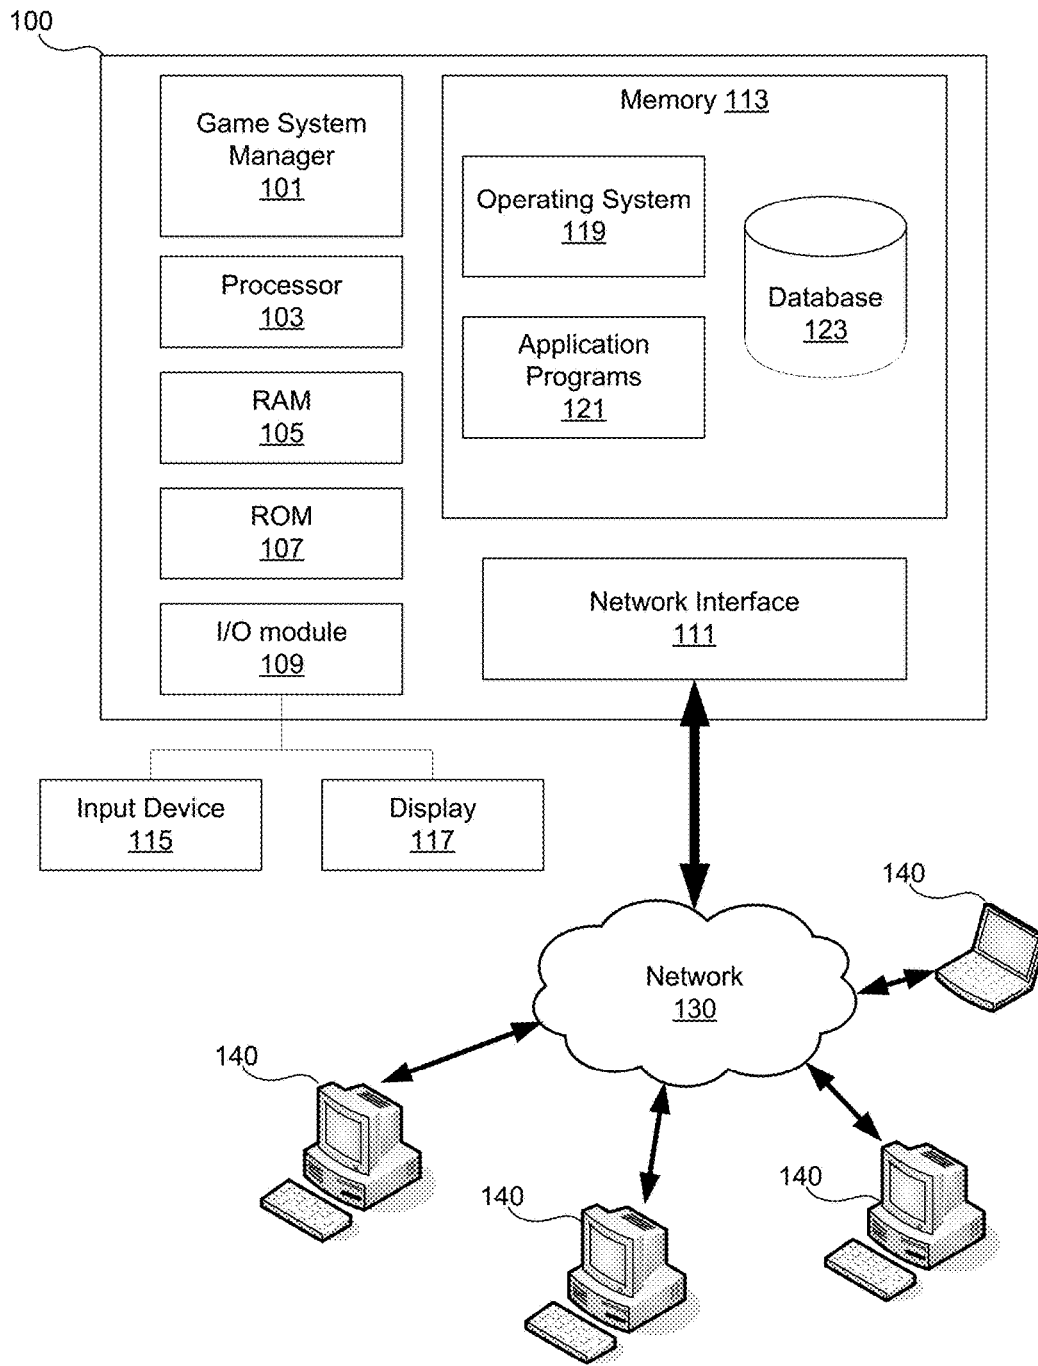 100
Game System
Manager
101
Processor
103
RAM
105
ROM
107
I/O module
109
Memory 113
Operating System
119
Application
Programs
121
Database
123
Network Interface
111
Input Device
115
Display
117
Network
130
140
140
140
140